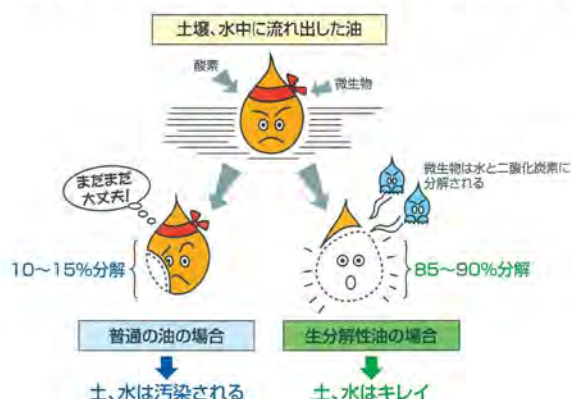 土壌、水中に流れ出した油
酸素
微生物
微生物は水と二酸化炭素に
分解される
まだまだ
大丈夫!
10~15%分解
85~90%分解
普通の油の場合
生分解性油の場合
土、水は汚染される
土、水はキレイ